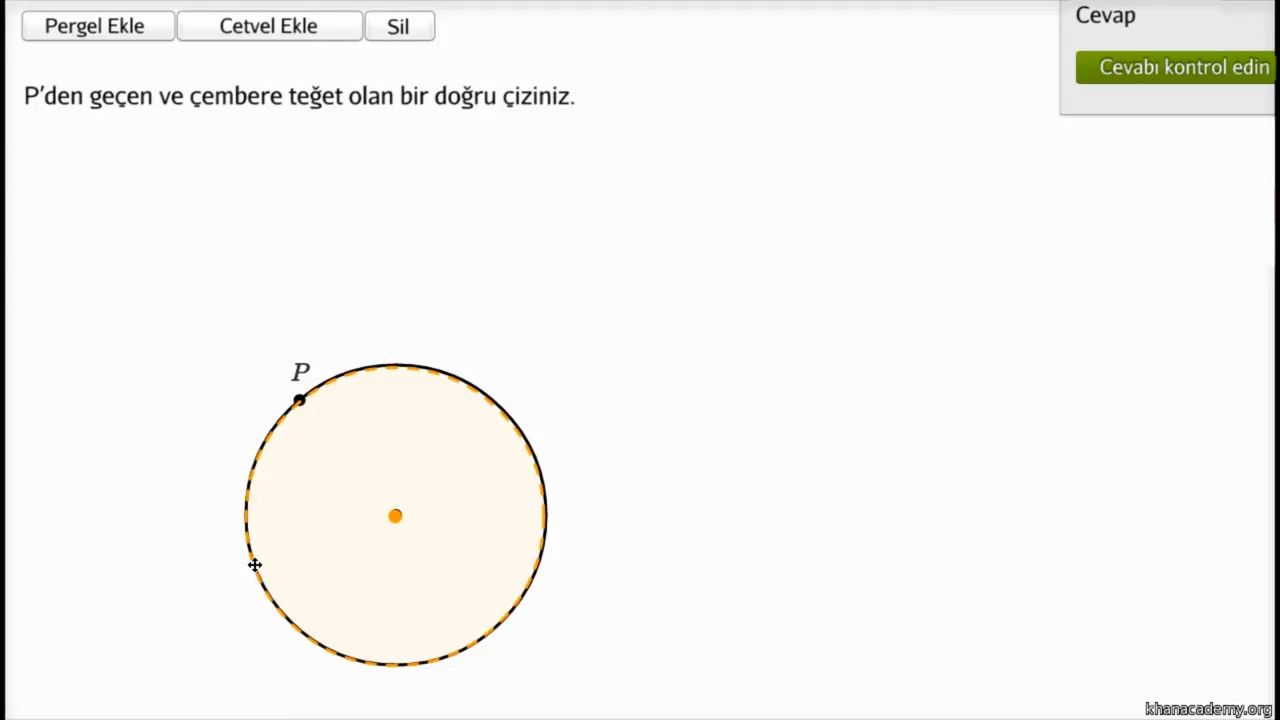 Pergel Ekle Cetvel Ekle Sil
Cevap
Cevabı kontrol edin
P'den geçen ve çembere teğet olan bir doğru çiziniz.
P
khanacademy.org